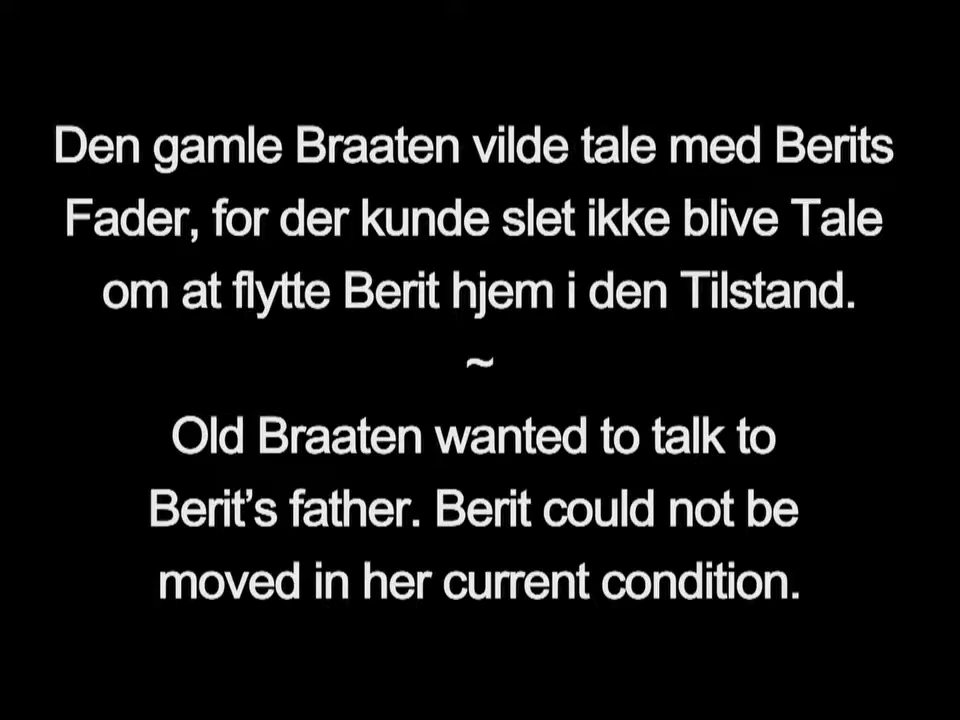 Den gamle Braaten vilde tale med Berits
Fader, for der kunde slet ikke blive Tale
om at flytte Berit hjem i den Tilstand.
~
Old Braaten wanted to talk to
Berit's father. Berit could not be
moved in her current condition.